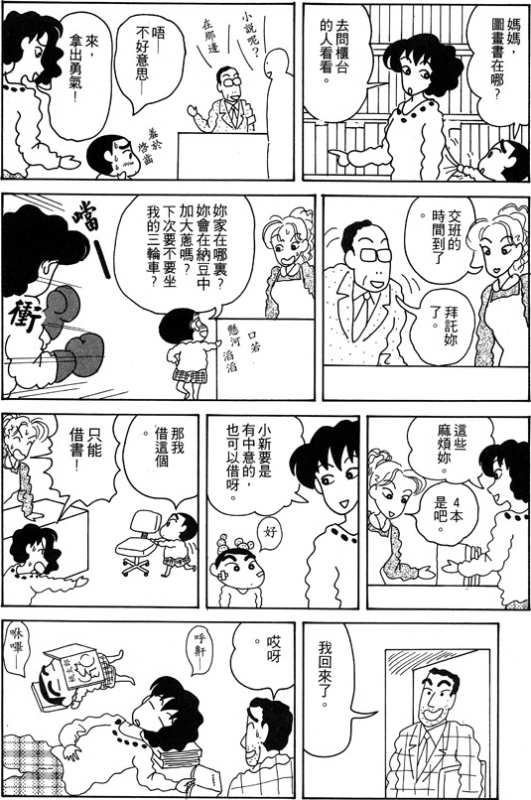 媽媽，
圖畫書在哪？
去問櫃台
的人看看。
小說呢？
在那邊
唔—
不好意思—
羞於
啓齒
來，
拿出勇氣！
交班的
時間到了
拜託妳
了。
妳家在哪裏？
妳會在納豆中
加大蔥嗎？
下次要不要坐
我的三輪車？
口若
懸河
滔滔
噹
衝
這些
麻煩妳。
4本
是吧。
小新要是
有中意的，
也可以借呀。
好
那我
借這個
。
只能
借書！
我回來了。
哎呀
。
呼鼾—
咻嗶—